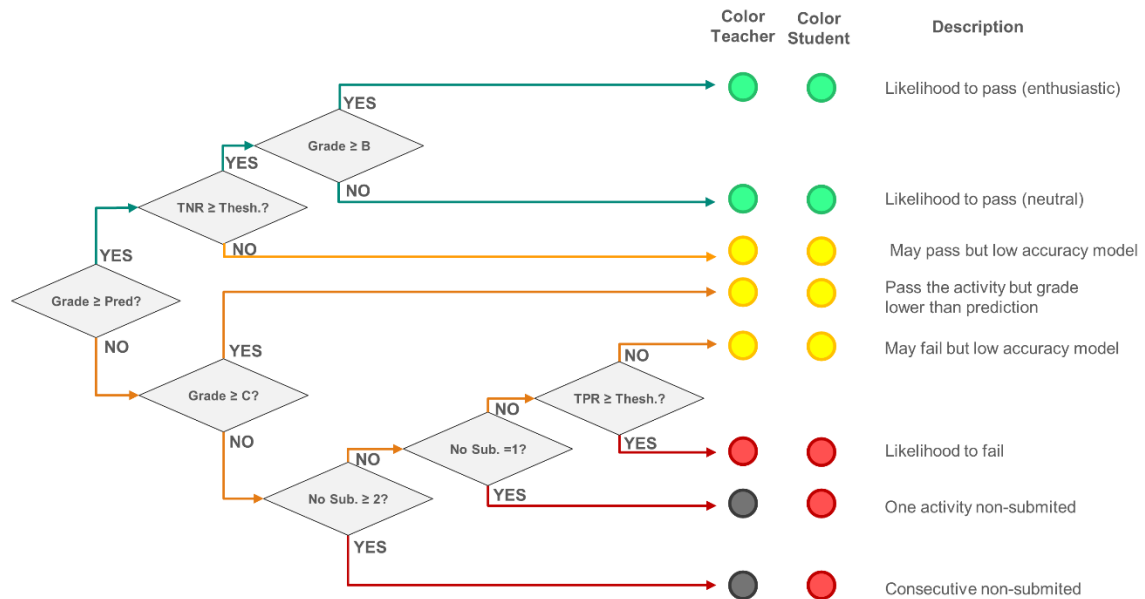 Color
Teacher
Color
Student
Description
YES
Likelihood to pass (enthusiastic)
Grade ≥ B
YES
NO
TNR ≥ Thesh.?
Likelihood to pass (neutral)
YES
NO
May pass but low accuracy model
Grade ≥ Pred?
Pass the activity but grade
lower than prediction
NO
YES
NO
May fail but low accuracy model
Grade ≥ C?
TPR ≥ Thesh.?
NO
NO
YES
No Sub. =1?
Likelihood to fail
NO
YES
No Sub. ≥ 2?
One activity non-submited
YES
Consecutive non-submited